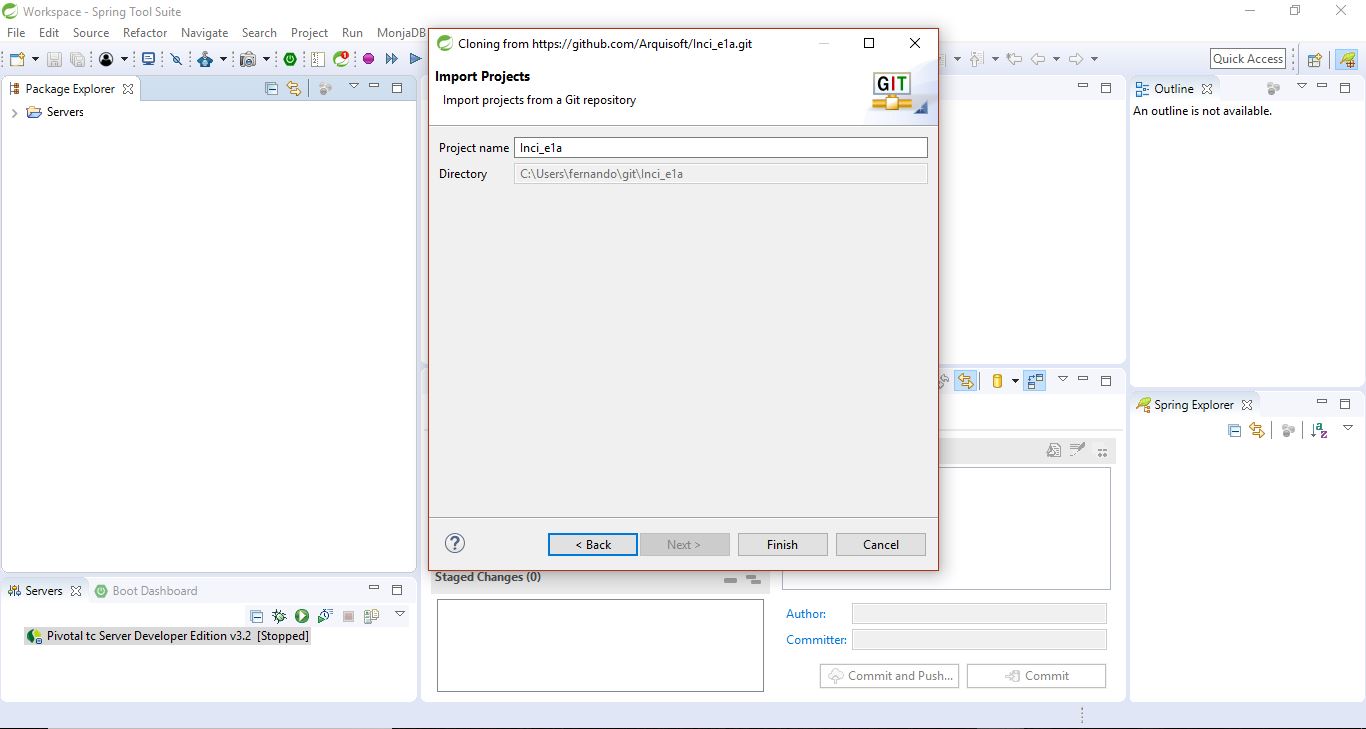 Workspace - Spring Tool Suite
File Edit Source Refactor Navigate Search Project Run MonjaDB
Quick Access
Package Explorer
Servers
Cloning from https://github.com/Arquisoft/Inci_e1a.git
Import Projects
Import projects from a Git repository
GIT
Project name Inci_e1a
Directory C:\Users\fernando\git\Inci_e1a
< Back Next > Finish Cancel
Outline
An outline is not available.
Spring Explorer
Servers Boot Dashboard
Pivotal tc Server Developer Edition v3.2 [Stopped]
Staged Changes (0)
Author:
Committer:
Commit and Push... Commit